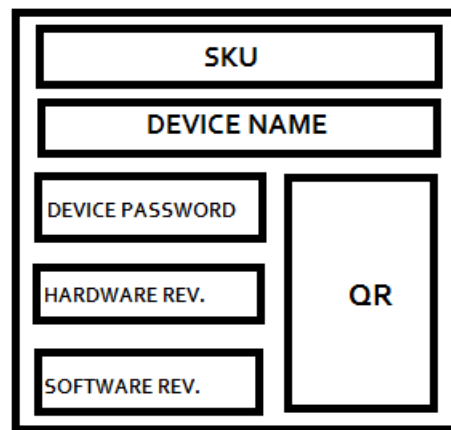 SKU
DEVICE NAME
DEVICE PASSWORD
HARDWARE REV.
QR
SOFTWARE REV.